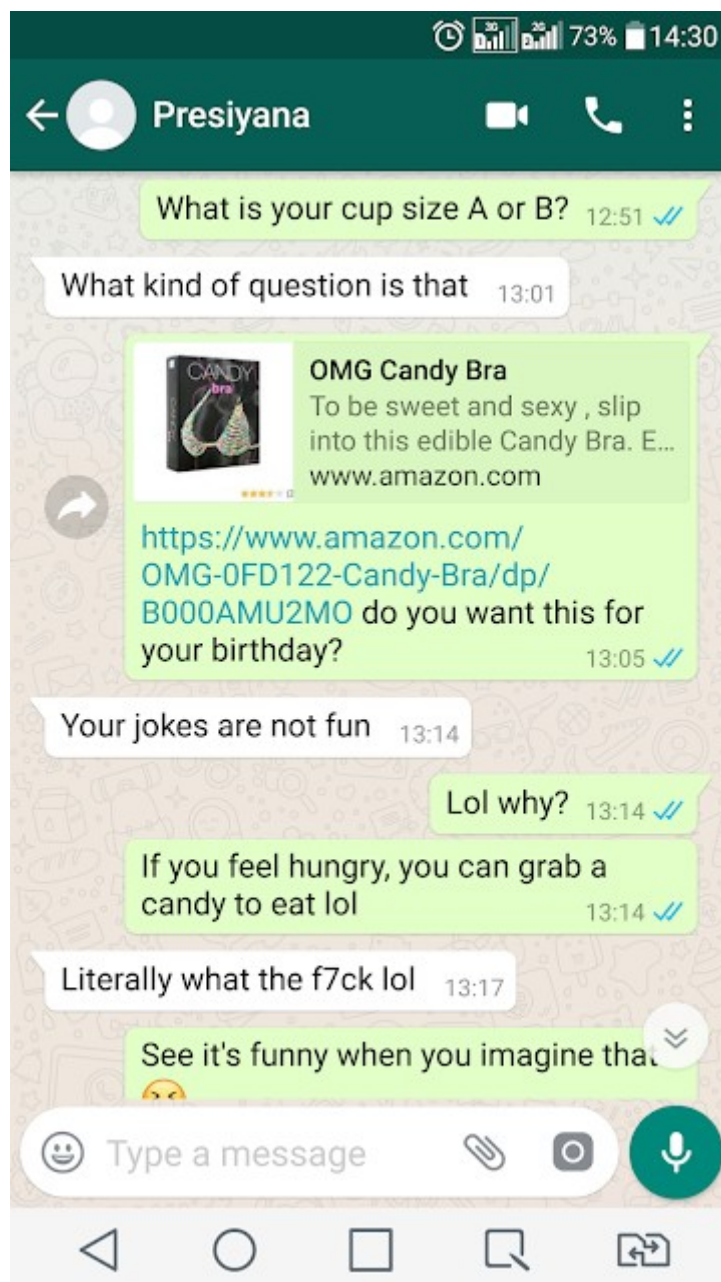 3G 2G 73% 14:30
Presiyana
What is your cup size A or B? 12:51
What kind of question is that 13:01
CANDY
bra
OMG Candy Bra
To be sweet and sexy , slip
into this edible Candy Bra. E...
www.amazon.com
https://www.amazon.com/
OMG-0FD122-Candy-Bra/dp/
B000AMU2MO do you want this for
your birthday? 13:05
Your jokes are not fun 13:14
Lol why? 13:14
If you feel hungry, you can grab a
candy to eat lol 13:14
Literally what the f7ck lol 13:17
See it's funny when you imagine that
Type a message